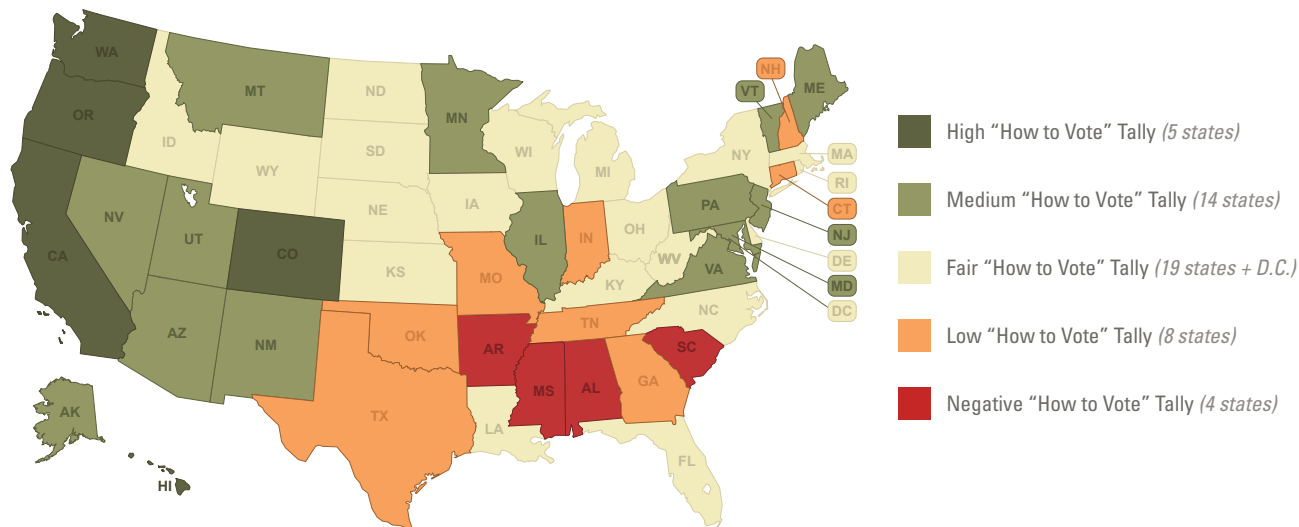 WA
OR
CA
ID
NV
MT
WY
UT
CO
AZ
NM
ND
SD
NE
KS
OK
TX
MN
IA
MO
AR
LA
WI
IL
MI
IN
OH
KY
TN
MS
AL
GA
FL
SC
NC
VA
WV
PA
NY
VT
NH
ME
MA
RI
CT
NJ
DE
MD
DC
AK
HI
High “How to Vote” Tally (5 states)
Medium “How to Vote” Tally (14 states)
Fair “How to Vote” Tally (19 states + D.C.)
Low “How to Vote” Tally (8 states)
Negative “How to Vote” Tally (4 states)